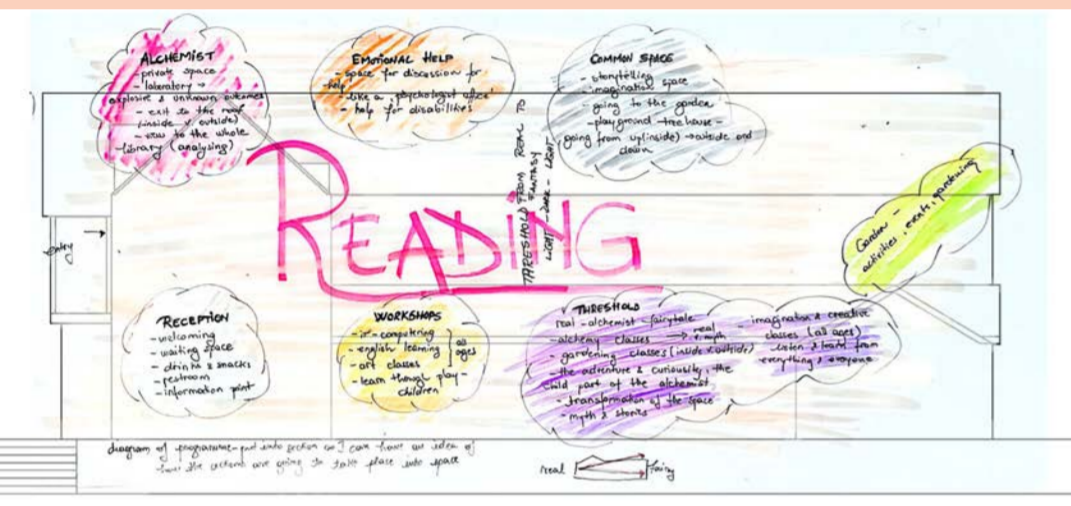 ALCHEMIST
- private space
- laboratory →
explosive & unknown outcomes
- exit to the roof
(inside v. outside)
- view to the whole
library (analysing)
EMOTIONAL HELP
- space for discussion for
help
- like a "psychologist office"
- help for disabilities
COMMON SPACE
- storytelling
- imagination space
- going to the garden
- playground - tree house -
going from up(inside) → outside and
down
THRESHOLD FROM REAL TO
FANTASY
LIGHT - DARK - LIGHT
READING
entry
Garden -
activities, events, gardening
RECEPTION
- welcoming
- waiting space
- drinks & snacks
- restroom
- information point
WORKSHOPS
- it - computering
- english learning
- art classes
- learn though play -
children
all
ages
THRESHOLD
real - alchemist - fairytale
- alchemy classes → real
v. myth
- gardening classes (inside v outside)
- the adventure & curiousity, the
child part of the alchemist
- transformation of the space
- myth & stories
- imagination & creative
classes (all ages)
- listen & learn from
everything & everyone
diagram of programme - put into section so I can have an idea of
how the actions are going to take place into space
real
fairy